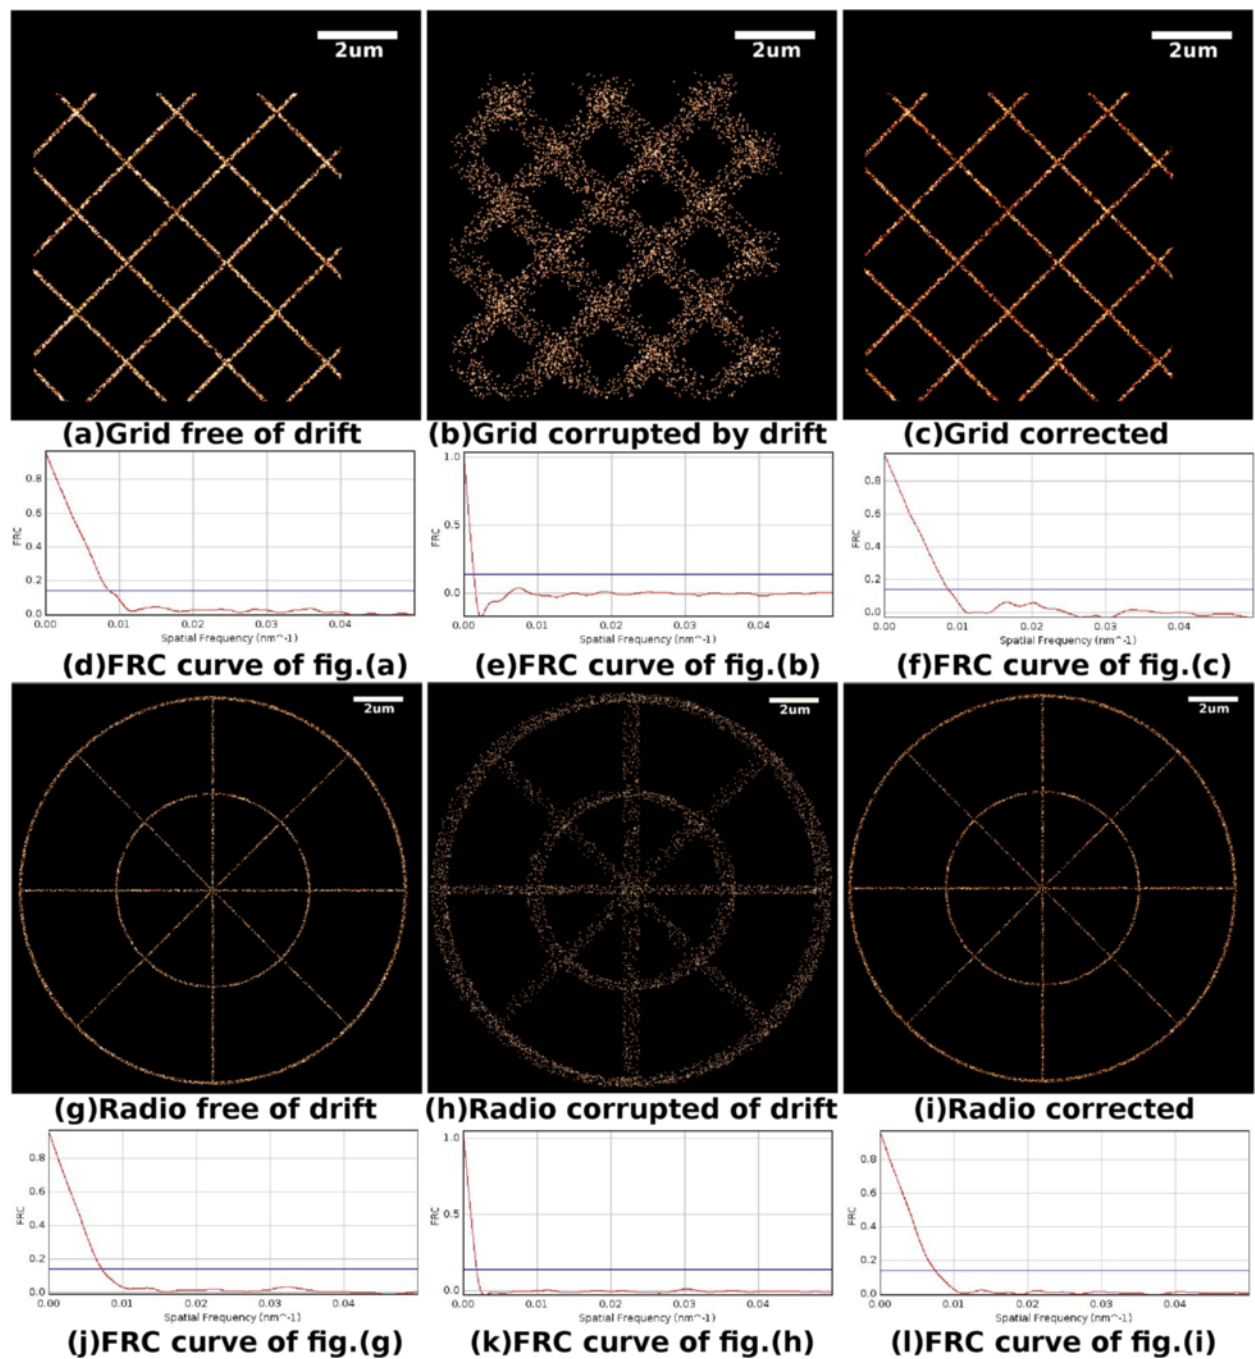 2um 2um 2um
(a)Grid free of drift (b)Grid corrupted by drift (c)Grid corrected
FRC
0.8
0.6
0.4
0.2
0.0
0.00 0.01 0.02 0.03 0.04
Spatial Frequency (nm^-1)
FRC
1.0
0.5
0.0
0.00 0.01 0.02 0.03 0.04
Spatial Frequency (nm^-1)
FRC
0.8
0.6
0.4
0.2
0.0
0.00 0.01 0.02 0.03 0.04
Spatial Frequency (nm^-1)
(d)FRC curve of fig.(a) (e)FRC curve of fig.(b) (f)FRC curve of fig.(c)
2um 2um 2um
(g)Radio free of drift (h)Radio corrupted of drift (i)Radio corrected
FRC
0.8
0.6
0.4
0.2
0.0
0.00 0.01 0.02 0.03 0.04
Spatial Frequency (nm^-1)
FRC
1.0
0.5
0.0
0.00 0.01 0.02 0.03 0.04
Spatial Frequency (nm^-1)
FRC
0.8
0.6
0.4
0.2
0.0
0.00 0.01 0.02 0.03 0.04
Spatial Frequency (nm^-1)
(j)FRC curve of fig.(g) (k)FRC curve of fig.(h) (l)FRC curve of fig.(i)